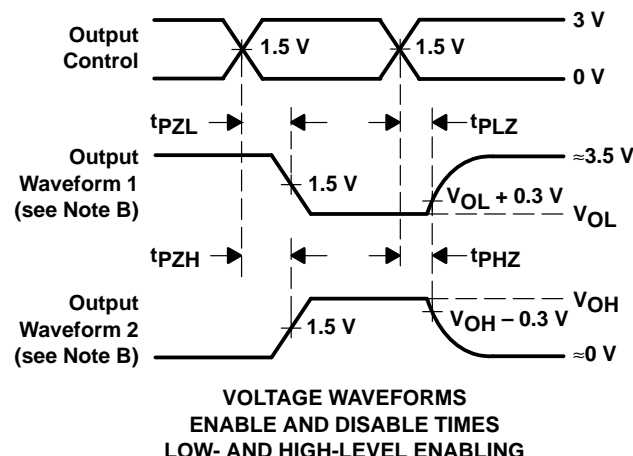 3 V
Output
Control
1.5 V
1.5 V
0 V
tPZL
tPLZ
Output
Waveform 1
(see Note B)
≈3.5 V
1.5 V
VOL + 0.3 V
VOL
tPZH
tPHZ
Output
Waveform 2
(see Note B)
VOH
1.5 V
VOH – 0.3 V
≈0 V
VOLTAGE WAVEFORMS
ENABLE AND DISABLE TIMES
LOW- AND HIGH-LEVEL ENABLING